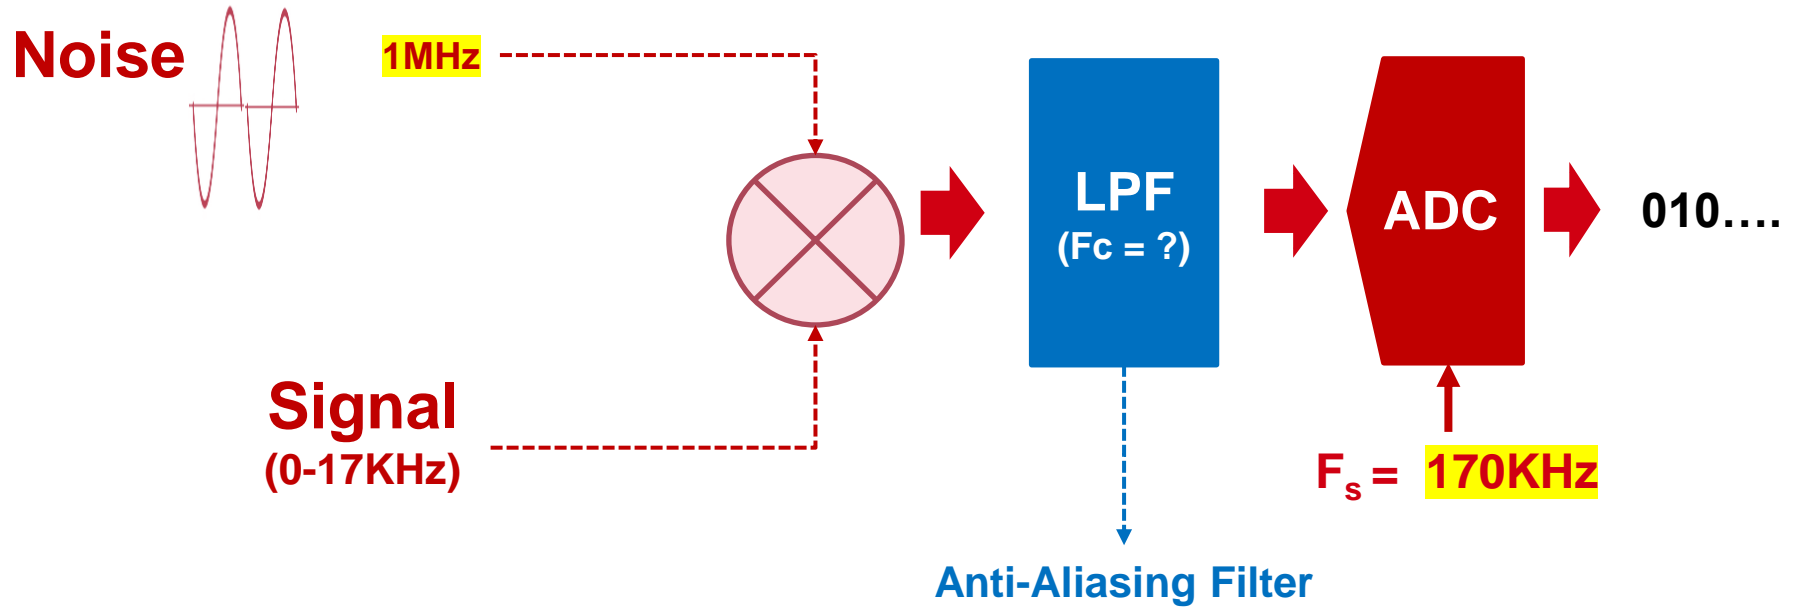 Noise
1MHz
LPF
(Fc = ?)
ADC
010....
Signal
(0-17KHz)
Fs = 170KHz
Anti-Aliasing Filter